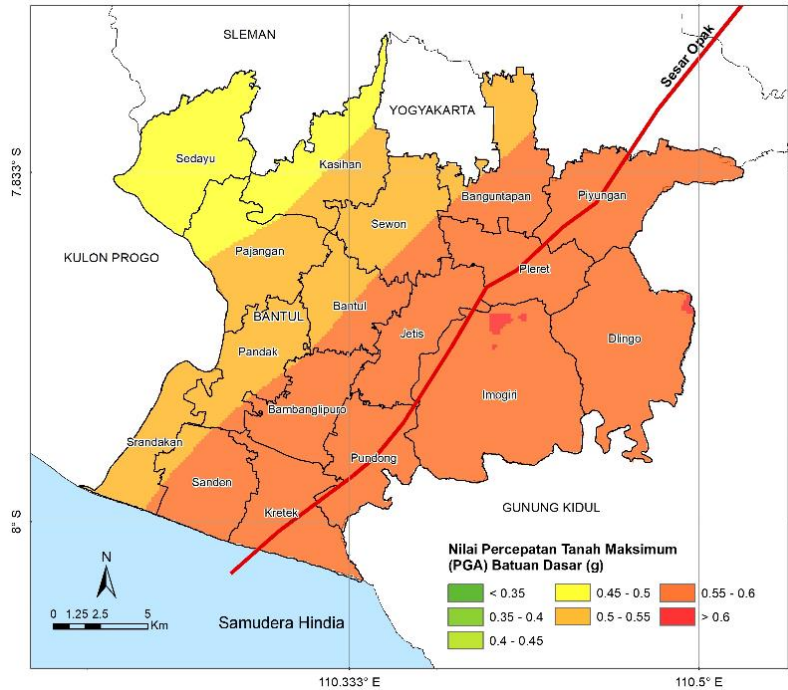 SLEMAN
Sesar Opak
YOGYAKARTA
7.833° S
Sedayu
Kasihan
Banguntapan
Piyungan
Sewon
KULON PROGO
Pajangan
Pleret
Bantul
BANTUL
Jetis
Dlingo
Pandak
Imogiri
Bambanglipuro
Srandakan
Pundong
Sanden
Kretek
8° S
GUNUNG KIDUL
N
0 1.25 2.5 5
Km
Samudera Hindia
Nilai Percepatan Tanah Maksimum
(PGA) Batuan Dasar (g)
< 0.35
0.35 - 0.4
0.4 - 0.45
0.45 - 0.5
0.5 - 0.55
0.55 - 0.6
> 0.6
110.333° E
110.5° E